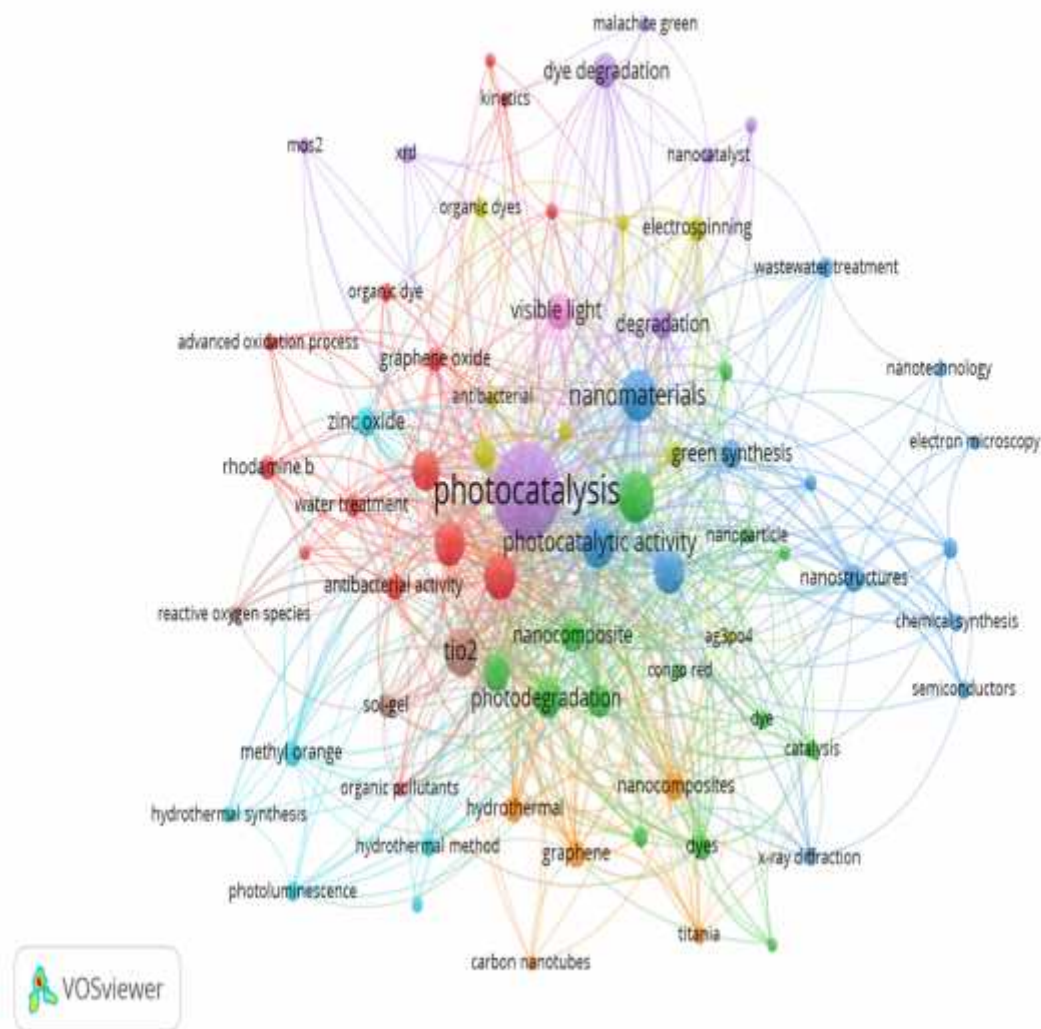 malachite green
dye degradation
kinetics
mos2
xrd
nanocatalyst
organic dyes
electrospinning
wastewater treatment
organic dye
visible light
degradation
advanced oxidation process
graphene oxide
nanotechnology
antibacterial
nanomaterials
zinc oxide
electron microscopy
green synthesis
rhodamine b
photocatalysis
water treatment
nanoparticle
photocatalytic activity
antibacterial activity
nanostructures
reactive oxygen species
chemical synthesis
nanocomposite
ag3po4
tio2
congo red
semiconductors
photodegradation
sol-gel
dye
methyl orange
catalysis
organic pollutants
nanocomposites
hydrothermal
hydrothermal synthesis
hydrothermal method
graphene
dyes
x-ray diffraction
photoluminescence
titania
carbon nanotubes
VOSviewer